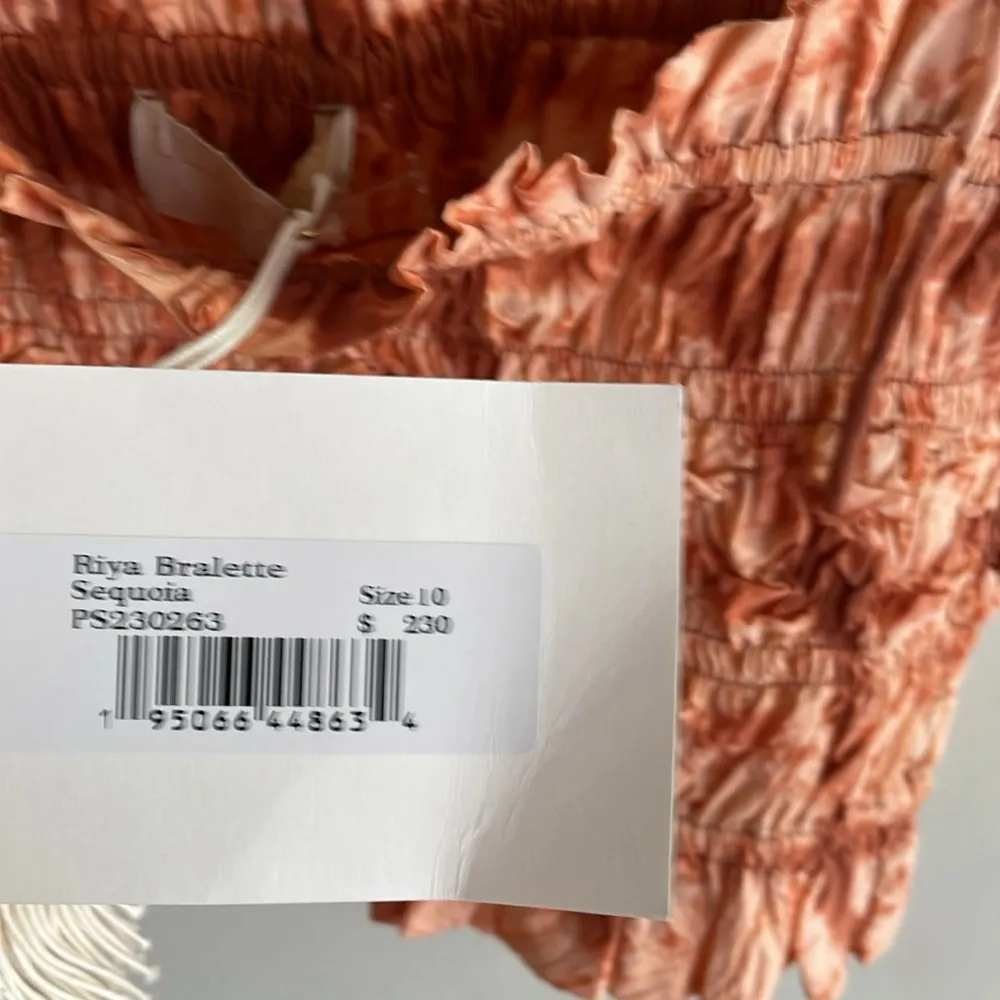 Riya Bralette
Sequoia Size 10
PS230263 $ 230
1 95066 44863 4